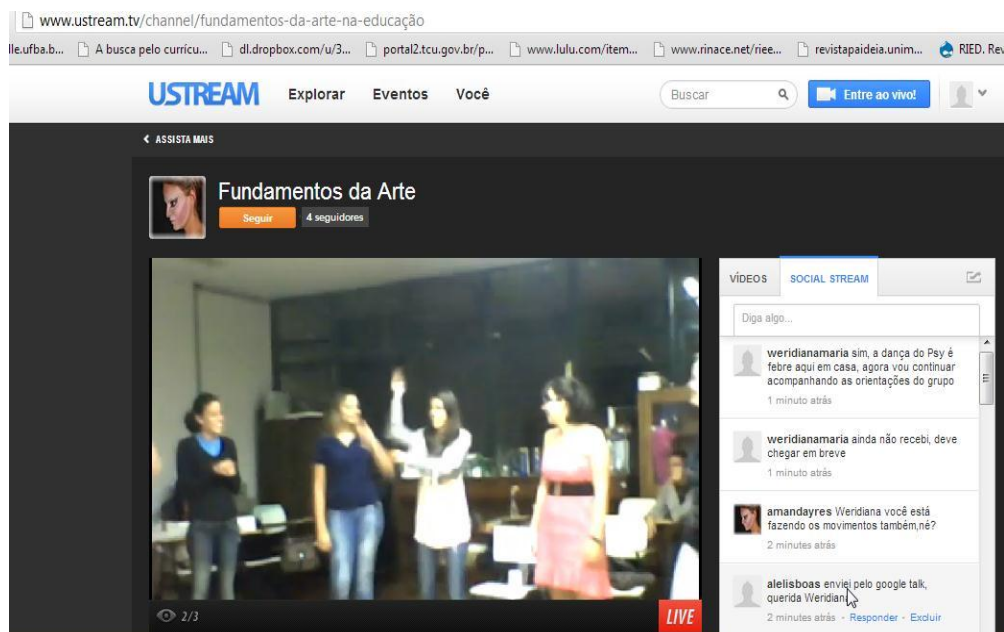 www.ustream.tv/channel/fundamentos-da-arte-na-educação
lle.ufba.b... A busca pelo currícu... dl.dropbox.com/u/3... portal2.tcu.gov.br/p... www.lulu.com/item... www.rinace.net/riee... revistapaideia.unim... RIED. Rev
USTREAM Explorar Eventos Você Buscar Entre ao vivo!
ASSISTA MAIS
Fundamentos da Arte
Seguir 4 seguidores
2/3 LIVE
VÍDEOS SOCIAL STREAM
Diga algo...
weridianamaria sim, a dança do Psy é
febre aqui em casa, agora vou continuar
acompanhando as orientações do grupo
1 minuto atrás
weridianamaria ainda não recebi, deve
chegar em breve
1 minuto atrás
amandayres Weridiana você está
fazendo os movimentos também,né?
2 minutes atrás
alelisboas enviei pelo google talk,
querida Weridiana
2 minutes atrás - Responder - Excluir